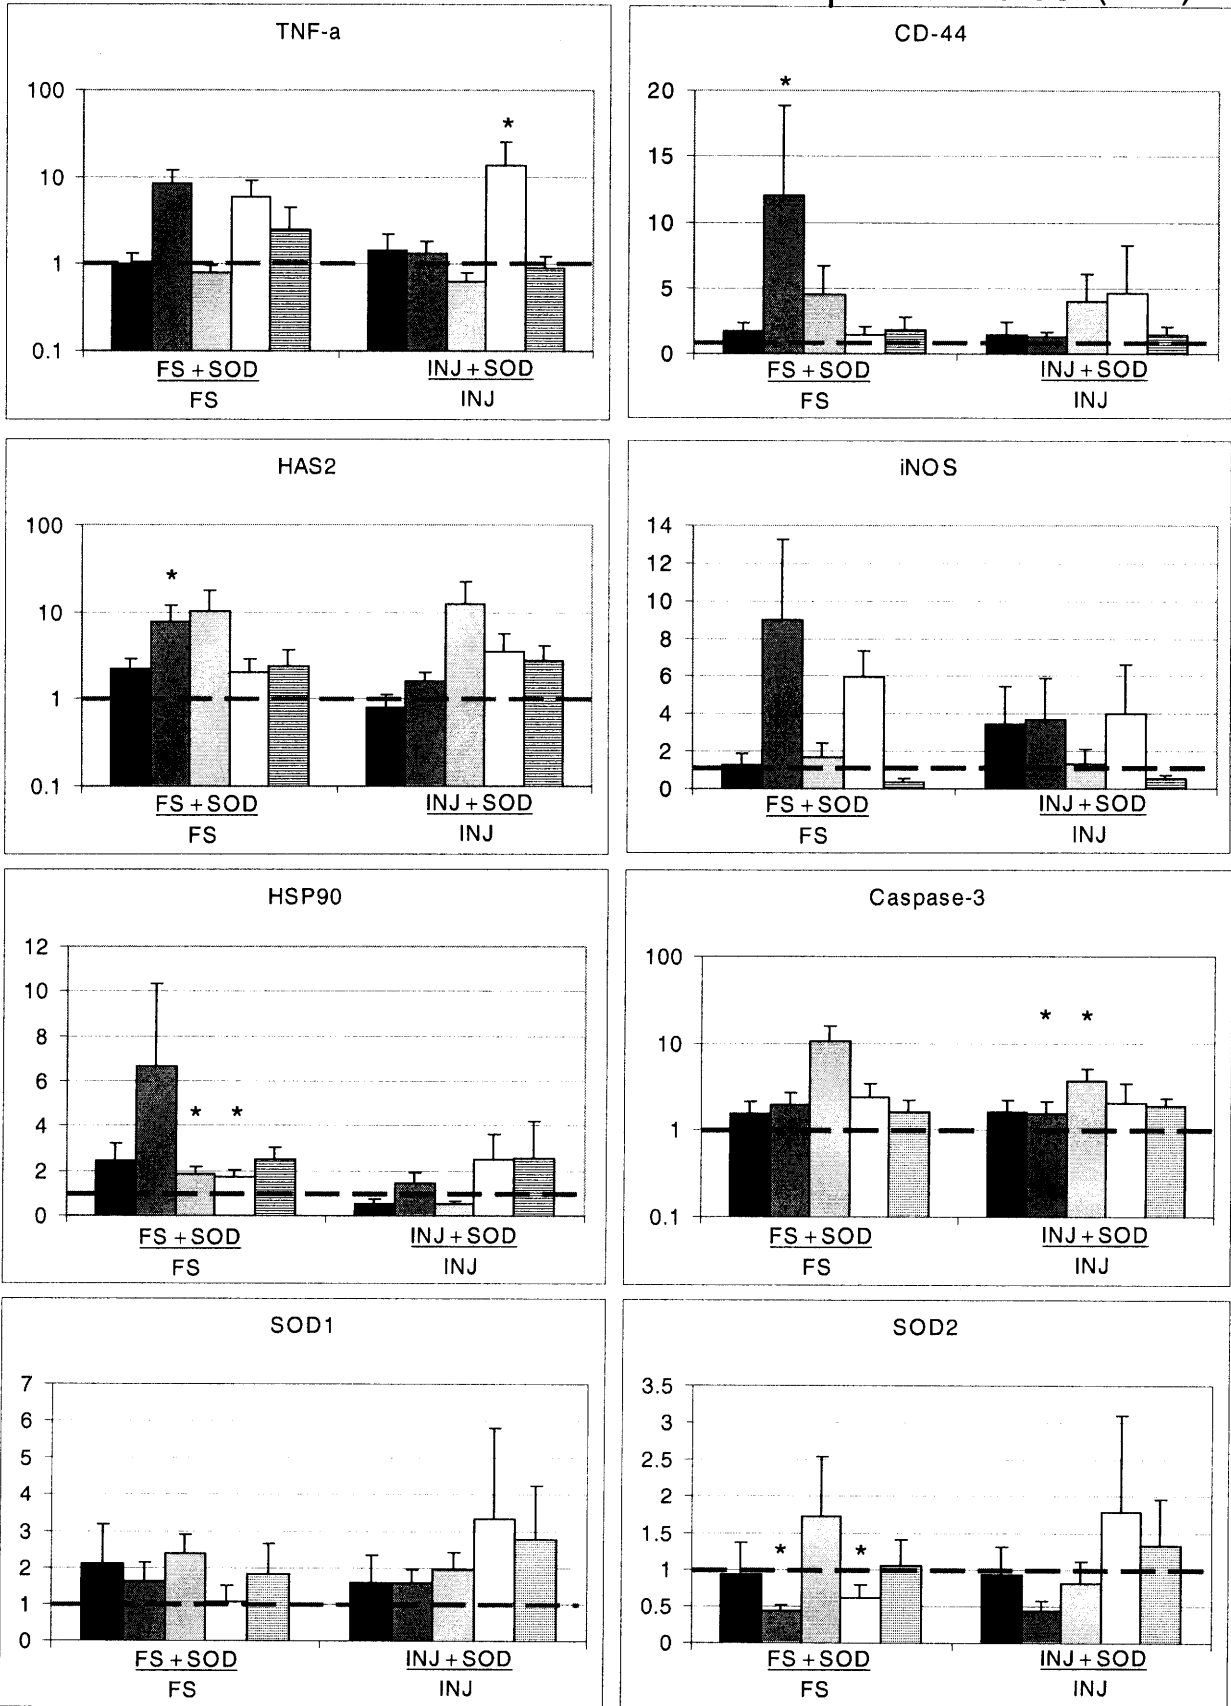 TNF-a
100
*
10
1
0.1
FS + SOD
FS
INJ + SOD
INJ
CD-44
20
*
15
10
5
0
FS + SOD
FS
INJ + SOD
INJ
HAS2
100
*
10
1
0.1
FS + SOD
FS
INJ + SOD
INJ
iNOS
14
12
10
8
6
4
2
0
FS + SOD
FS
INJ + SOD
INJ
HSP90
12
10
8
6
4
* *
2
0
FS + SOD
FS
INJ + SOD
INJ
Caspase-3
100
* *
10
1
0.1
FS + SOD
FS
INJ + SOD
INJ
SOD1
7
6
5
4
3
2
1
0
FS + SOD
FS
INJ + SOD
INJ
SOD2
3.5
3
2.5
2
1.5
* *
1
0.5
0
FS + SOD
FS
INJ + SOD
INJ